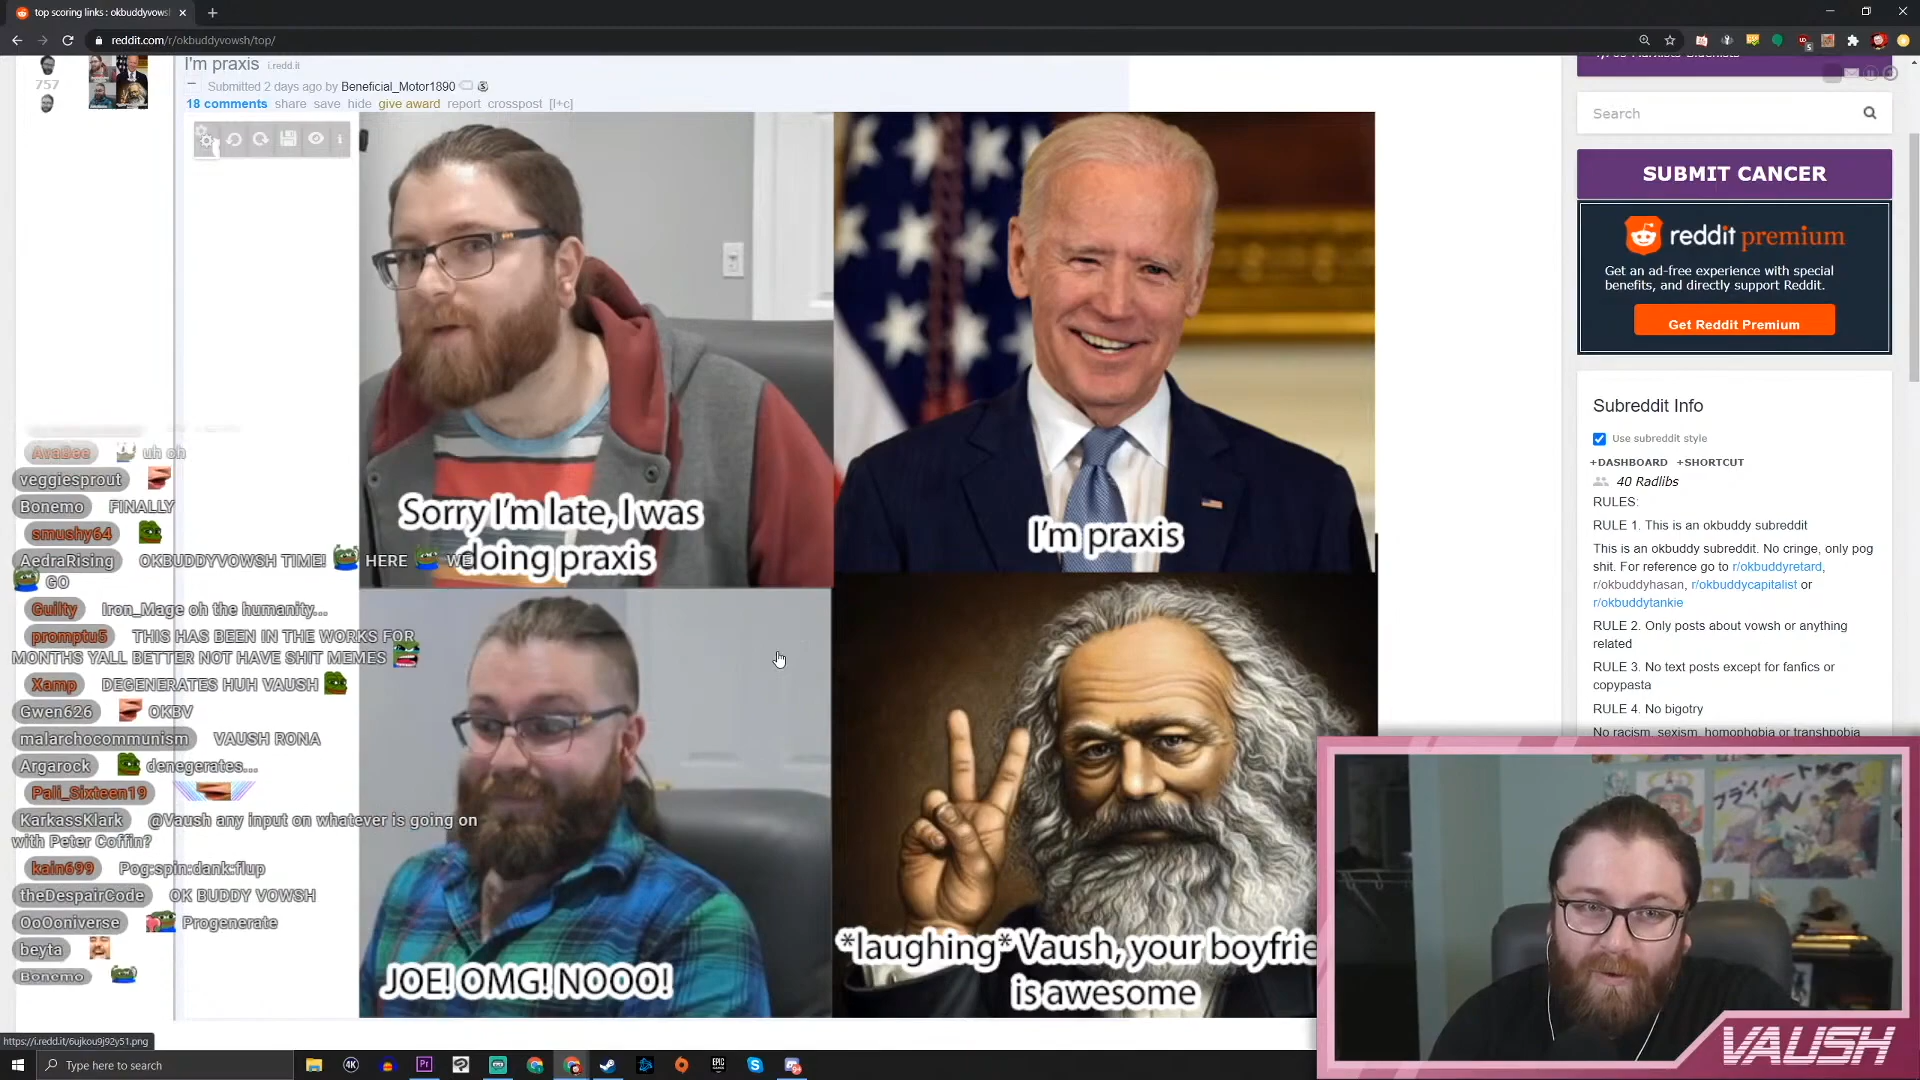 top scoring links : okbuddyvowsh
reddit.com/r/okbuddyvowsh/top/
757
I'm praxis i.redd.it
Submitted 2 days ago by Beneficial_Motor1890
18 comments share save hide give award report crosspost [l+c]
Sorry I'm late, I was
doing praxis
I'm praxis
JOE! OMG! NOOO!
*laughing* Vaush, your boyfrie
is awesome
AraBee uh oh
veggiesprout
Bonemo FINALLY
smushy64
AedraRising OKBUDDYVOWSH TIME! HERE WE
GO
Guilty Iron_Mage oh the humanity...
promptu5 THIS HAS BEEN IN THE WORKS FOR
MONTHS YALL BETTER NOT HAVE SHIT MEMES
Xamp DEGENERATES HUH VAUSH
Gwen626 OKBV
malarchocommunism VAUSH RONA
Argarock denegerates...
Pali_Sixteen19
KarkassKlark @Vaush any input on whatever is going on
with Peter Coffin?
kain699 Pog:spin:dank:flup
theDespairCode OK BUDDY VOWSH
OoOoniverse Progenerate
beyta
Bonemo
https://i.redd.it/6ujkou9j92y51.png
Type here to search
Search
SUBMIT CANCER
reddit premium
Get an ad-free experience with special
benefits, and directly support Reddit.
Get Reddit Premium
Subreddit Info
Use subreddit style
+DASHBOARD +SHORTCUT
40 Radlibs
RULES:
RULE 1. This is an okbuddy subreddit
This is an okbuddy subreddit. No cringe, only pog
shit. For reference go to r/okbuddyretard,
r/okbuddyhasan, r/okbuddycapitalist or
r/okbuddytankie
RULE 2. Only posts about vowsh or anything
related
RULE 3. No text posts except for fanfics or
copypasta
RULE 4. No bigotry
No racism, sexism, homophobia or transphobia
VAUSH